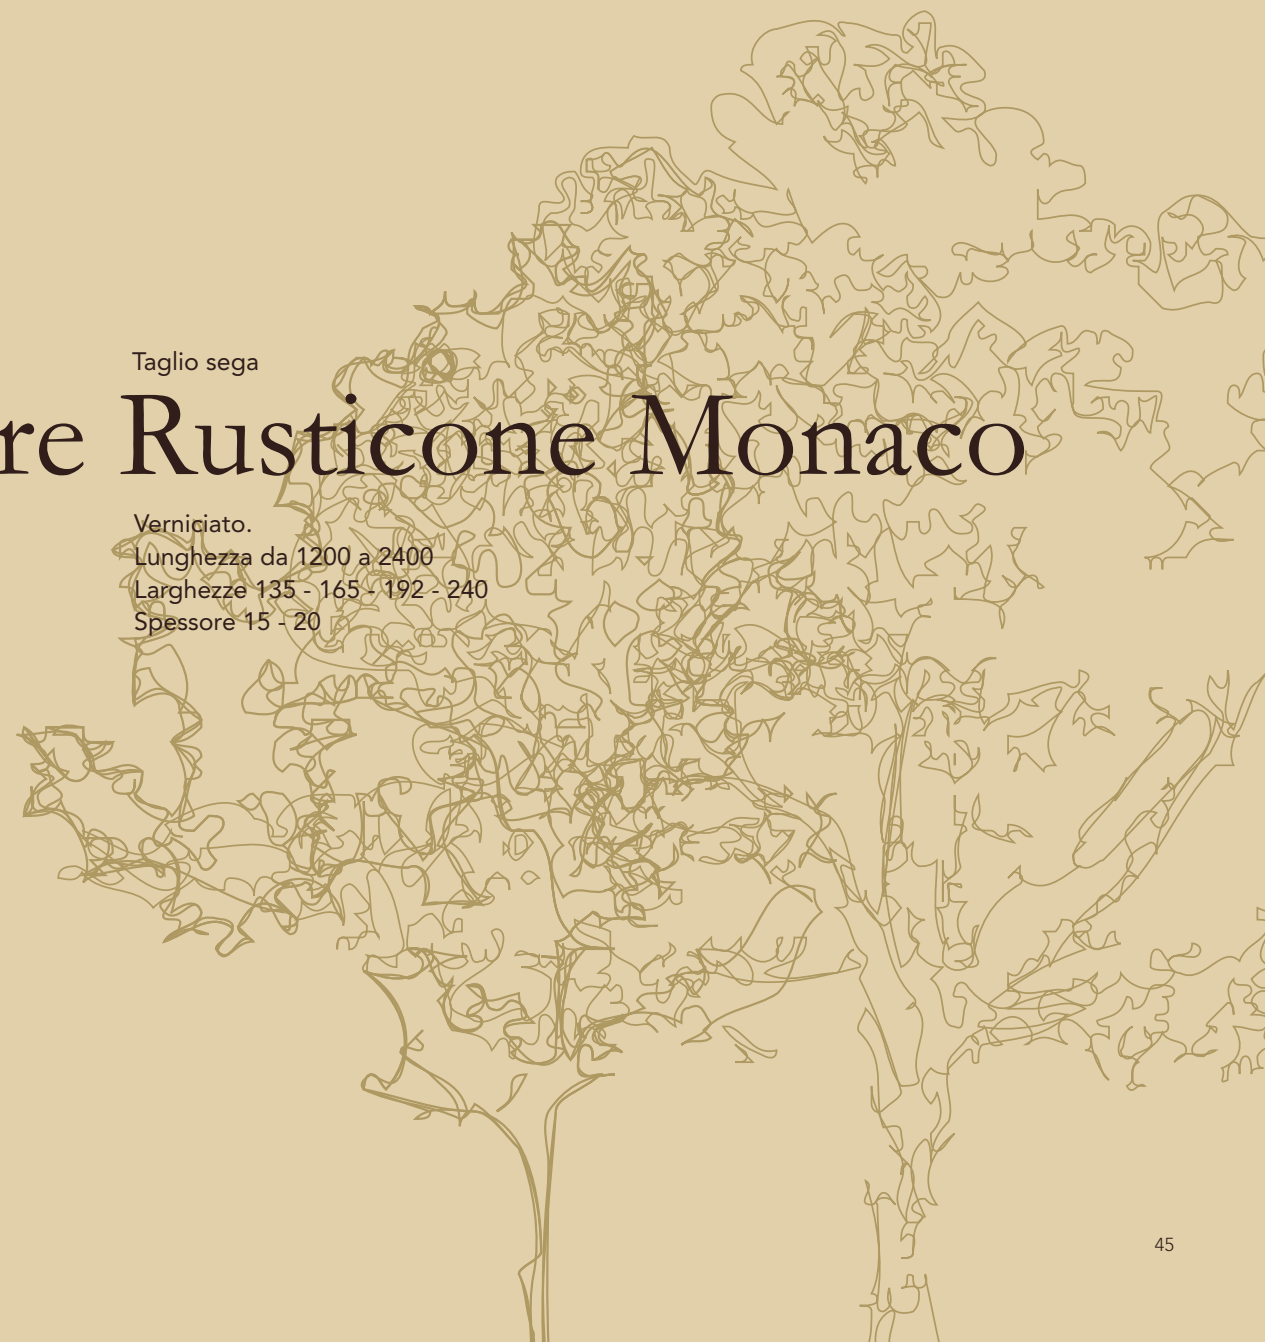 Taglio sega
re Rusticone Monaco
Verniciato.
Lunghezza da 1200 a 2400
Larghezze 135 - 165 - 192 - 240
Spessore 15 - 20
45